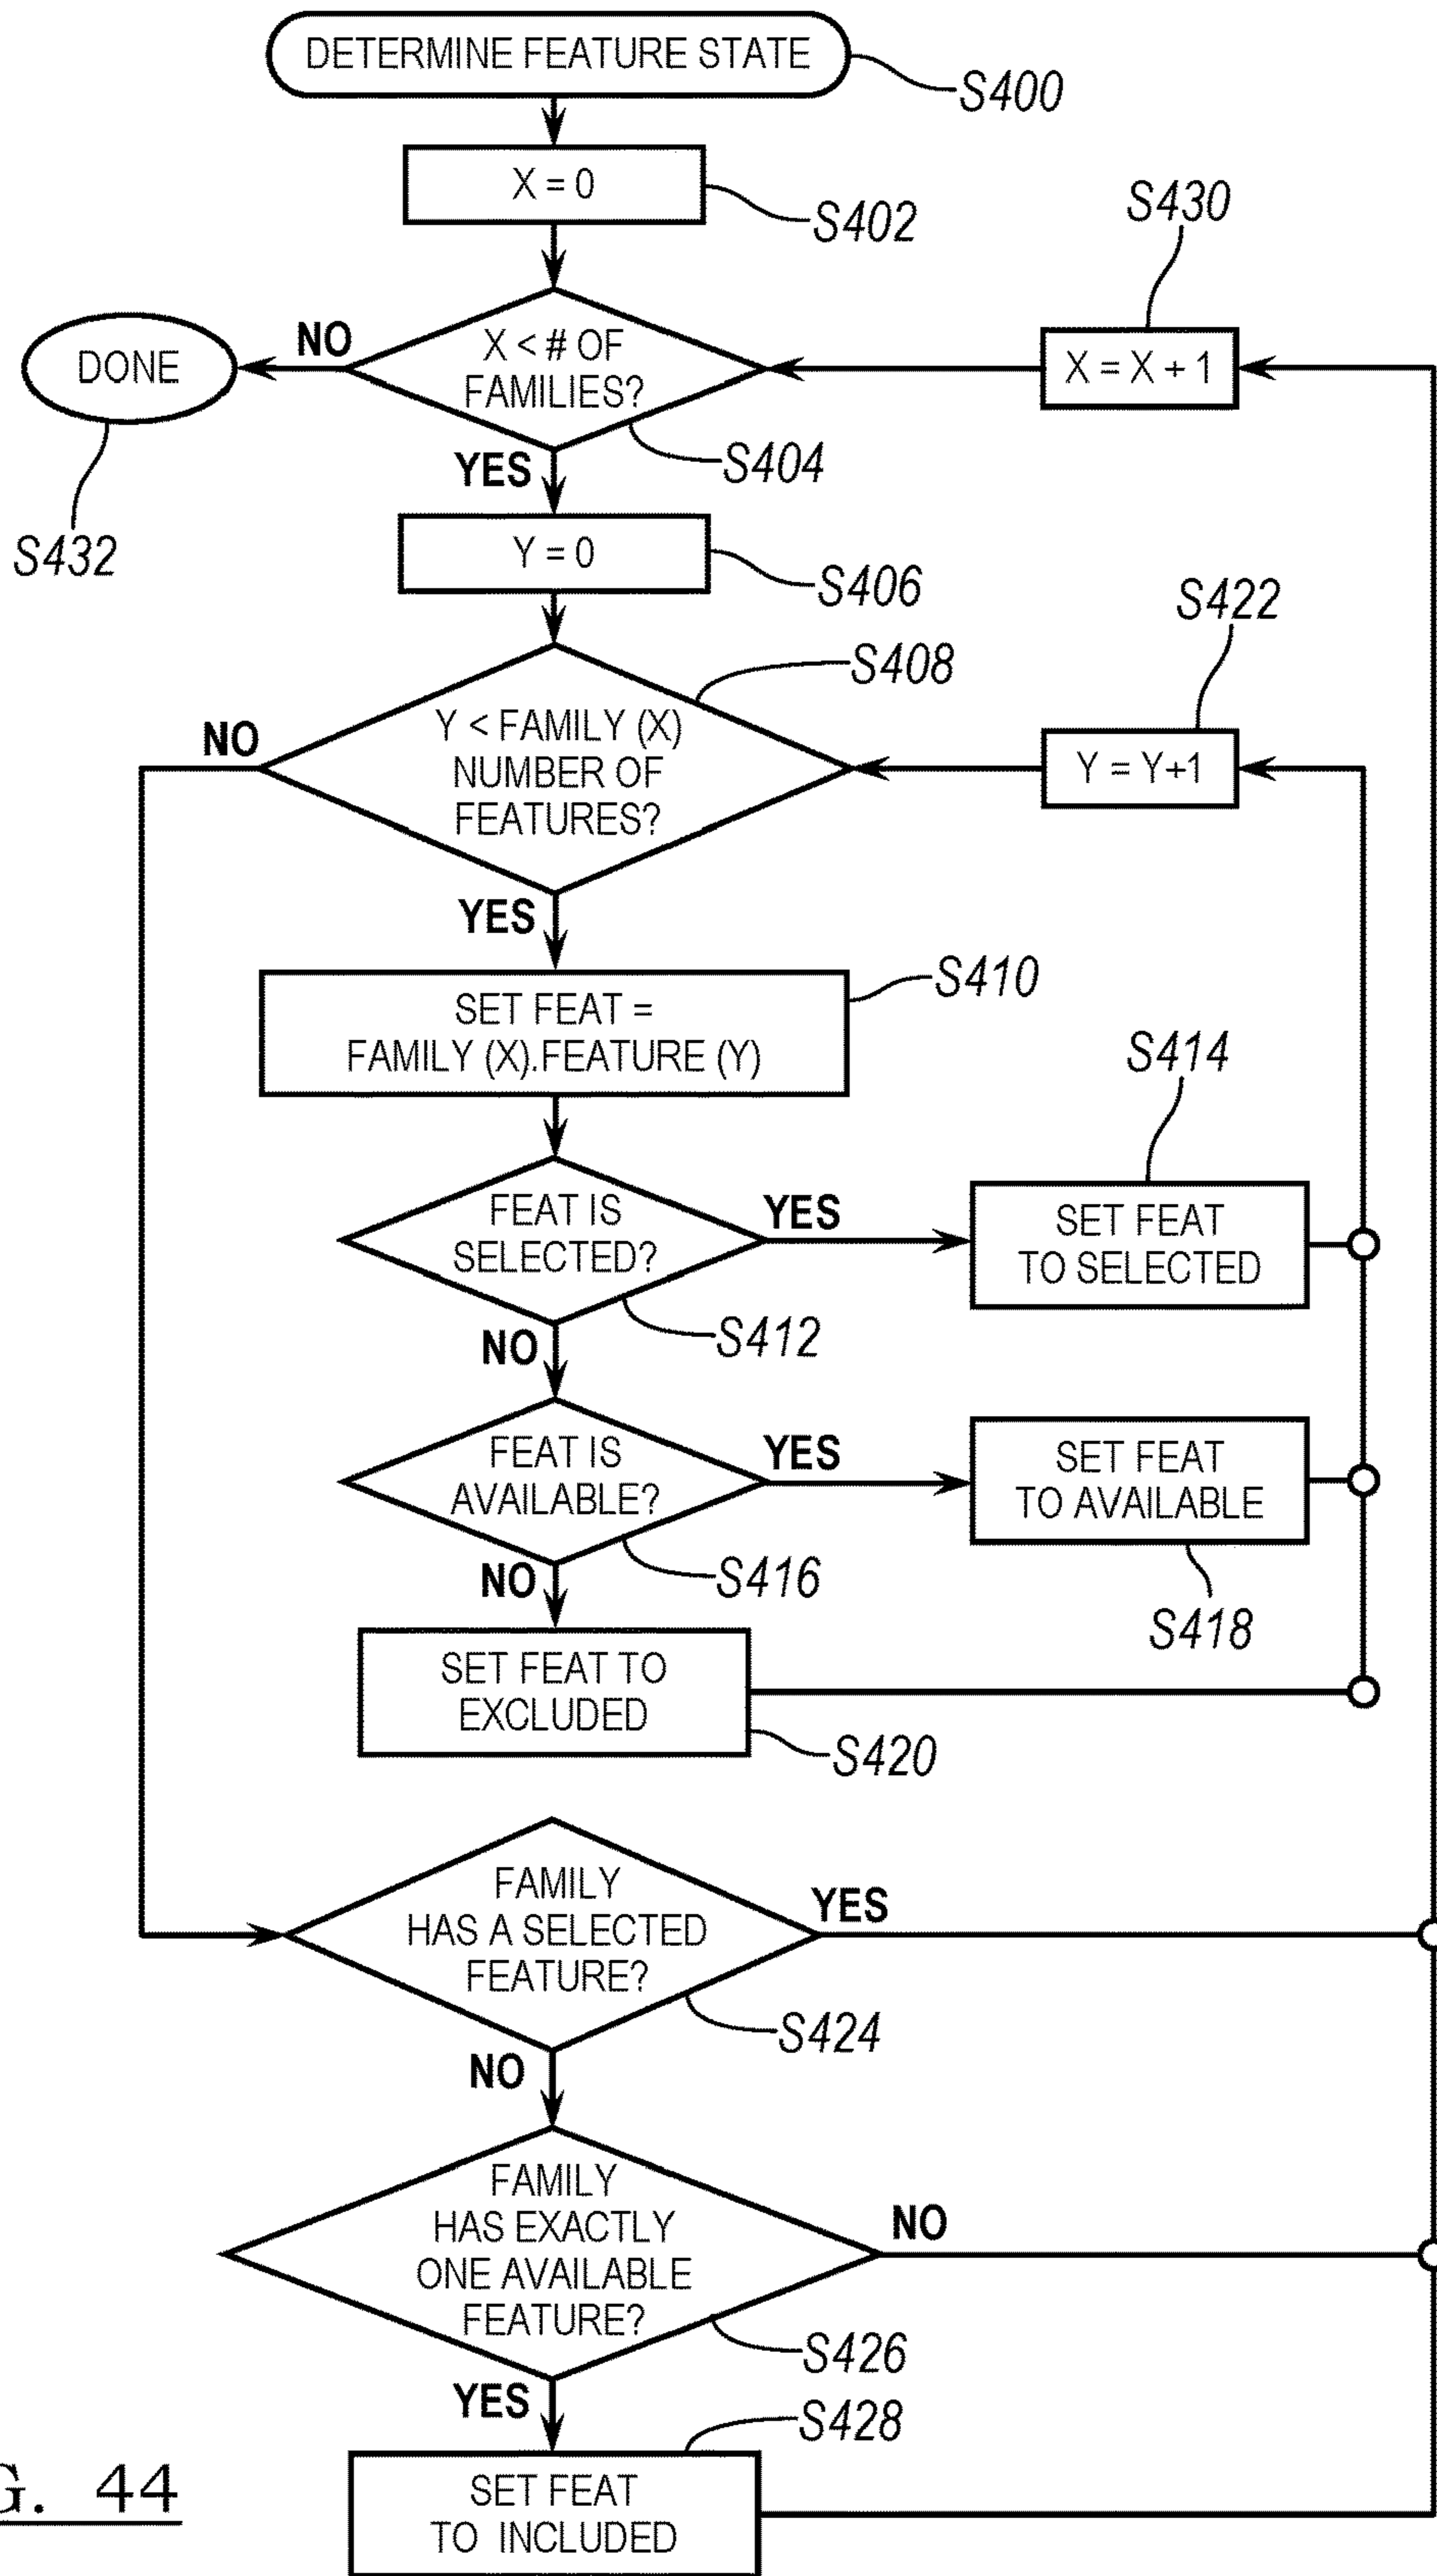 DETERMINE FEATURE STATE
S400
X = 0
S402
S430
X < # OF
FAMILIES?
NO
DONE
X = X + 1
YES
S404
S432
Y = 0
S406
S422
S408
NO
Y < FAMILY (X)
NUMBER OF
FEATURES?
Y = Y+1
YES
S410
SET FEAT =
FAMILY (X).FEATURE (Y)
S414
FEAT IS
SELECTED?
YES
SET FEAT
TO SELECTED
S412
NO
FEAT IS
AVAILABLE?
YES
SET FEAT
TO AVAILABLE
NO
S416
S418
SET FEAT TO
EXCLUDED
S420
FAMILY
HAS A SELECTED
FEATURE?
YES
S424
NO
FAMILY
HAS EXACTLY
ONE AVAILABLE
FEATURE?
NO
S426
YES
S428
SET FEAT
TO INCLUDED
G. 44